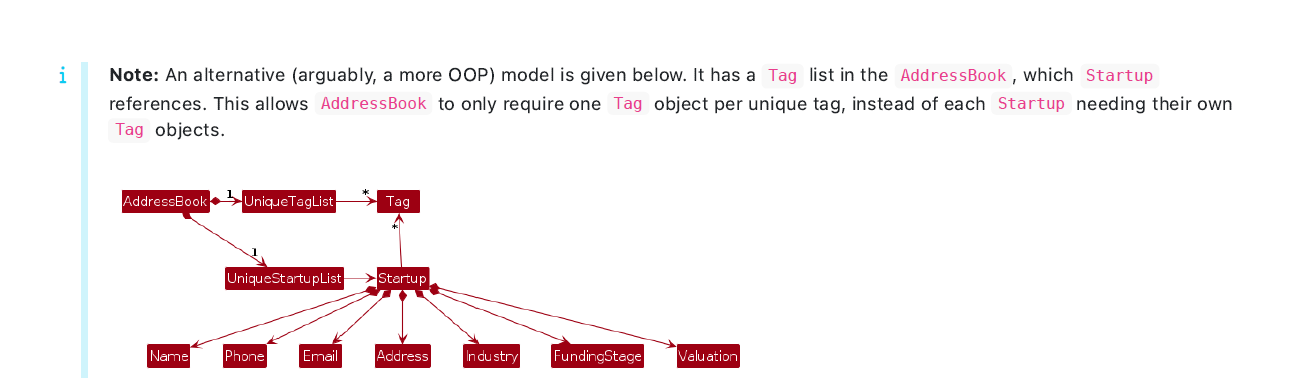 i Note: An alternative (arguably, a more OOP) model is given below. It has a Tag list in the AddressBook, which Startup
references. This allows AddressBook to only require one Tag object per unique tag, instead of each Startup needing their own
Tag objects.
AddressBook 1 UniqueTagList * Tag
*
1
UniqueStartupList Startup
Name Phone Email Address Industry FundingStage Valuation